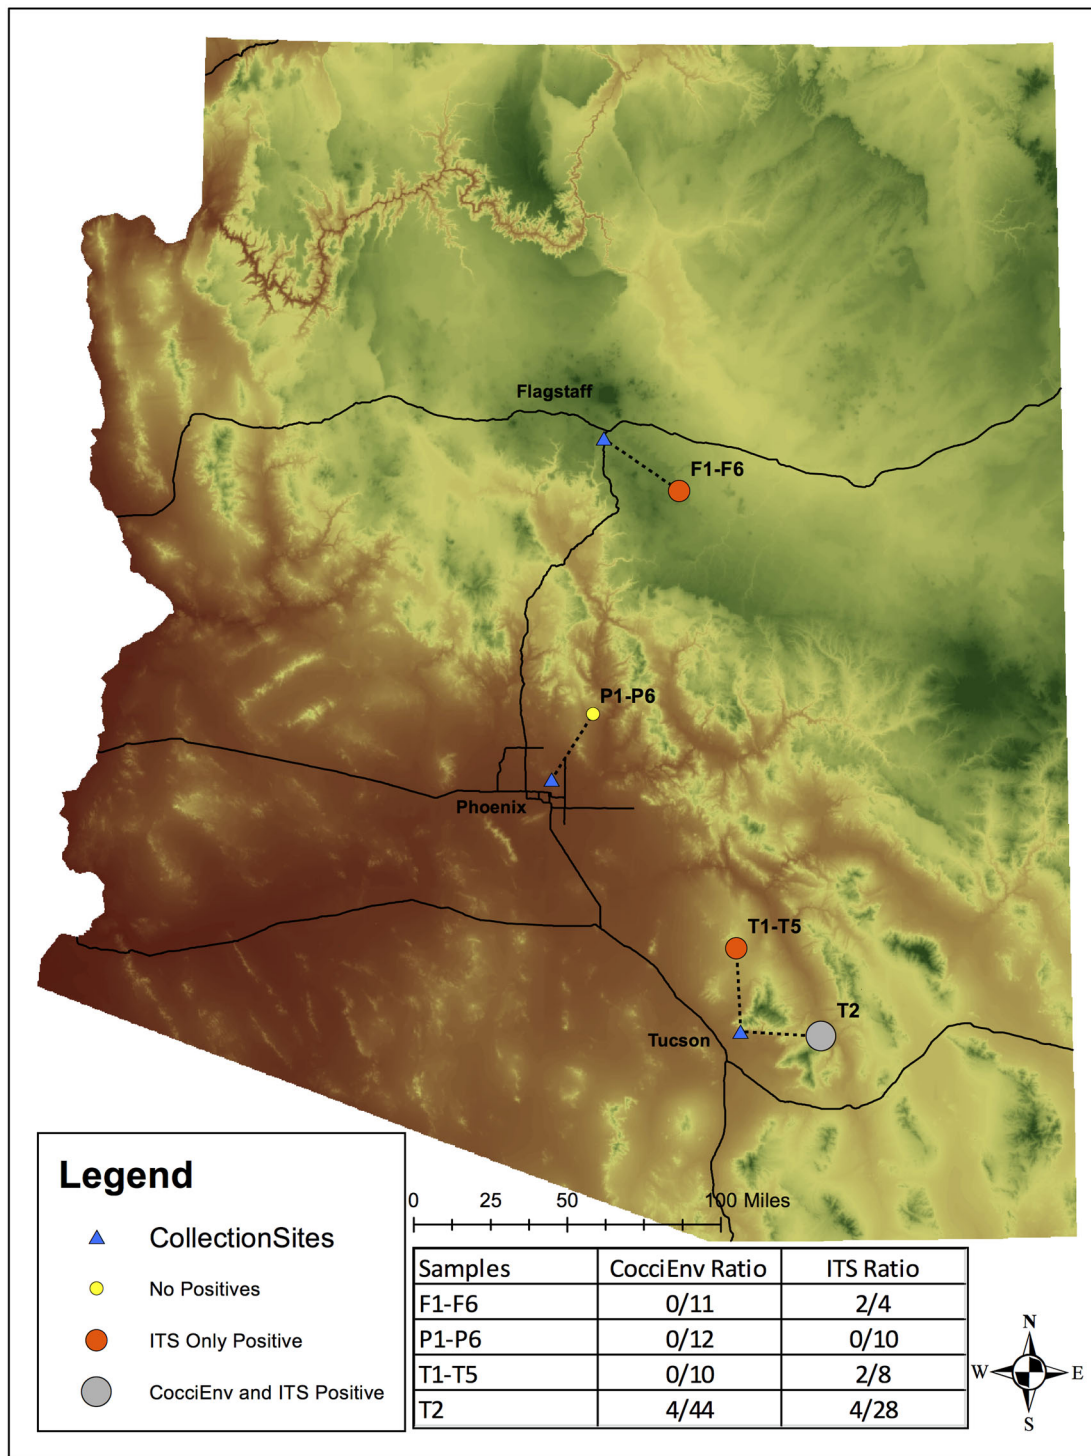 Flagstaff
F1-F6
P1-P6
Phoenix
T1-T5
T2
Tucson
Legend
CollectionSites
No Positives
ITS Only Positive
CocciEnv and ITS Positive
0 25 50 100 Miles
Samples CocciEnv Ratio ITS Ratio
F1-F6 0/11 2/4
P1-P6 0/12 0/10
T1-T5 0/10 2/8
T2 4/44 4/28
N
W E
S